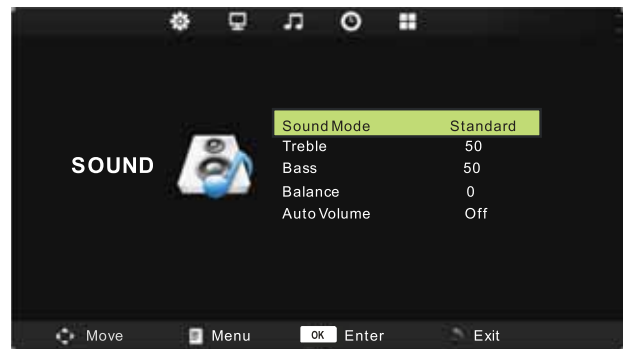 SOUND
Sound Mode Standard
Treble 50
Bass 50
Balance 0
Auto Volume Off
Move Menu OK Enter Exit